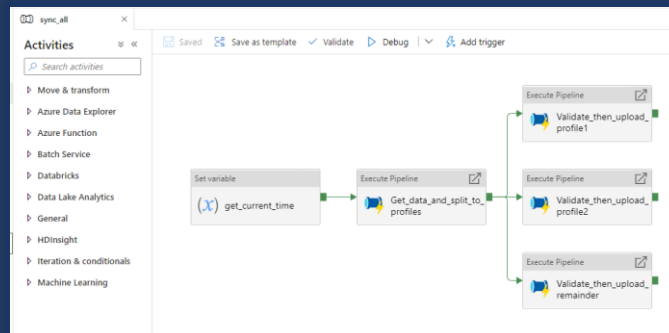 sync_all
Activities
Search activities
Move & transform
Azure Data Explorer
Azure Function
Batch Service
Databricks
Data Lake Analytics
General
HDInsight
Iteration & conditionals
Machine Learning
Saved Save as template Validate Debug Add trigger
Set variable
(x) get_current_time
Execute Pipeline
Get_data_and_split_to_
profiles
Execute Pipeline
Validate_then_upload_
profile1
Execute Pipeline
Validate_then_upload_
profile2
Execute Pipeline
Validate_then_upload_
remainder